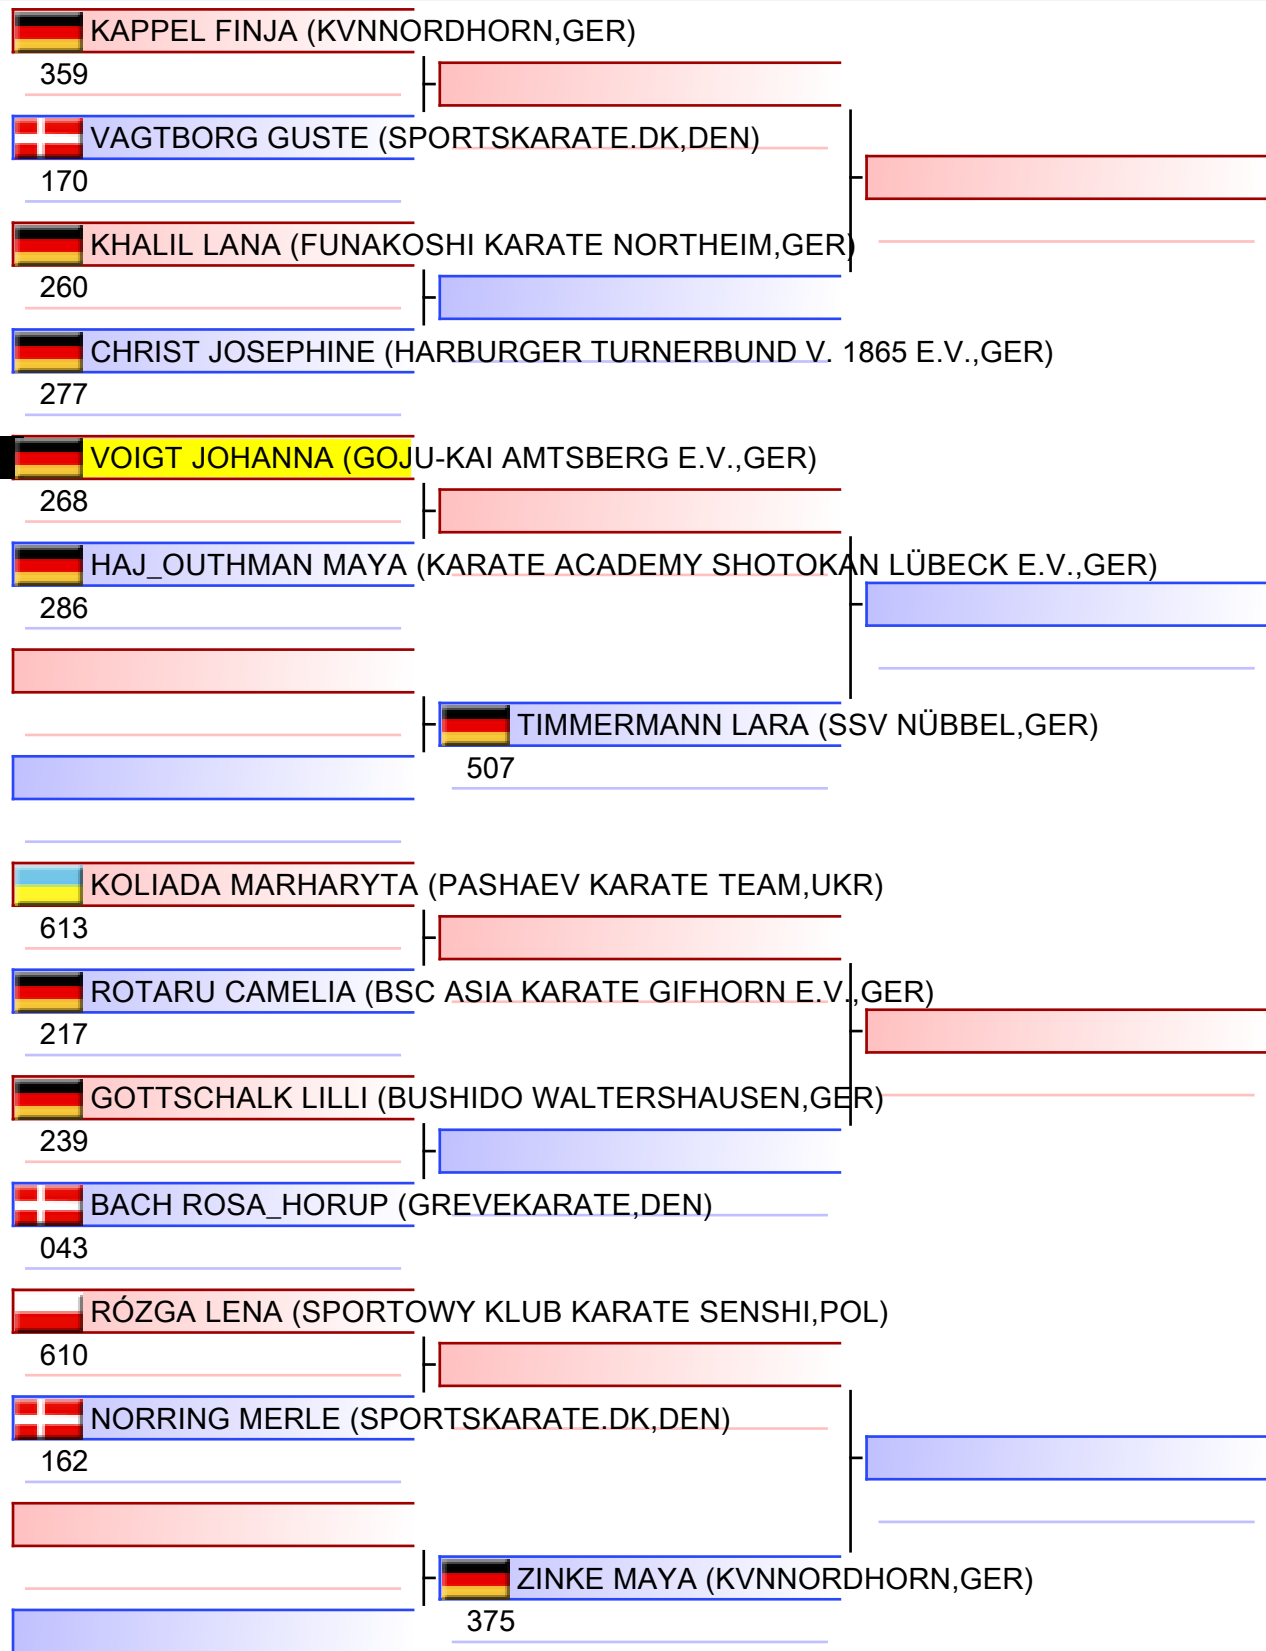 KAPPEL FINJA (KVNNORDHORN,GER)
359
VAGTBORG GUSTE (SPORTSKARATE.DK,DEN)
170
KHALIL LANA (FUNAKOSHI KARATE NORTHEIM,GER)
260
CHRIST JOSEPHINE (HARBURGER TURNERBUND V. 1865 E.V.,GER)
277
VOIGT JOHANNA (GOJU-KAI AMTSBERG E.V.,GER)
268
HAJ_OUTHMAN MAYA (KARATE ACADEMY SHOTOKAN LÜBECK E.V.,GER)
286
TIMMERMANN LARA (SSV NÜBBEL,GER)
507
KOLIADA MARHARYTA (PASHAEV KARATE TEAM,UKR)
613
ROTARU CAMELIA (BSC ASIA KARATE GIFHORN E.V.,GER)
217
GOTTSCHALK LILLI (BUSHIDO WALTERSHAUSEN,GER)
239
BACH ROSA_HORUP (GREVEKARATE,DEN)
043
RÓZGA LENA (SPORTOWY KLUB KARATE SENSHI,POL)
610
NORRING MERLE (SPORTSKARATE.DK,DEN)
162
ZINKE MAYA (KVNNORDHORN,GER)
375